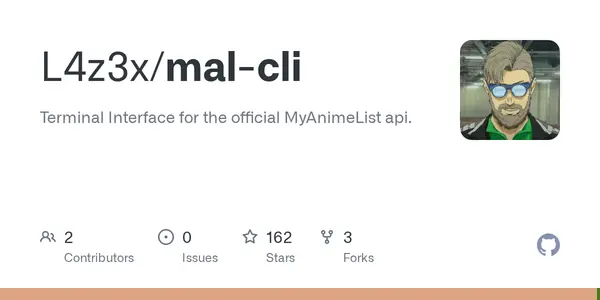 L4z3x/mal-cli
Terminal Interface for the official MyAnimeList api.
2 0 162 3
Contributors Issues Stars Forks